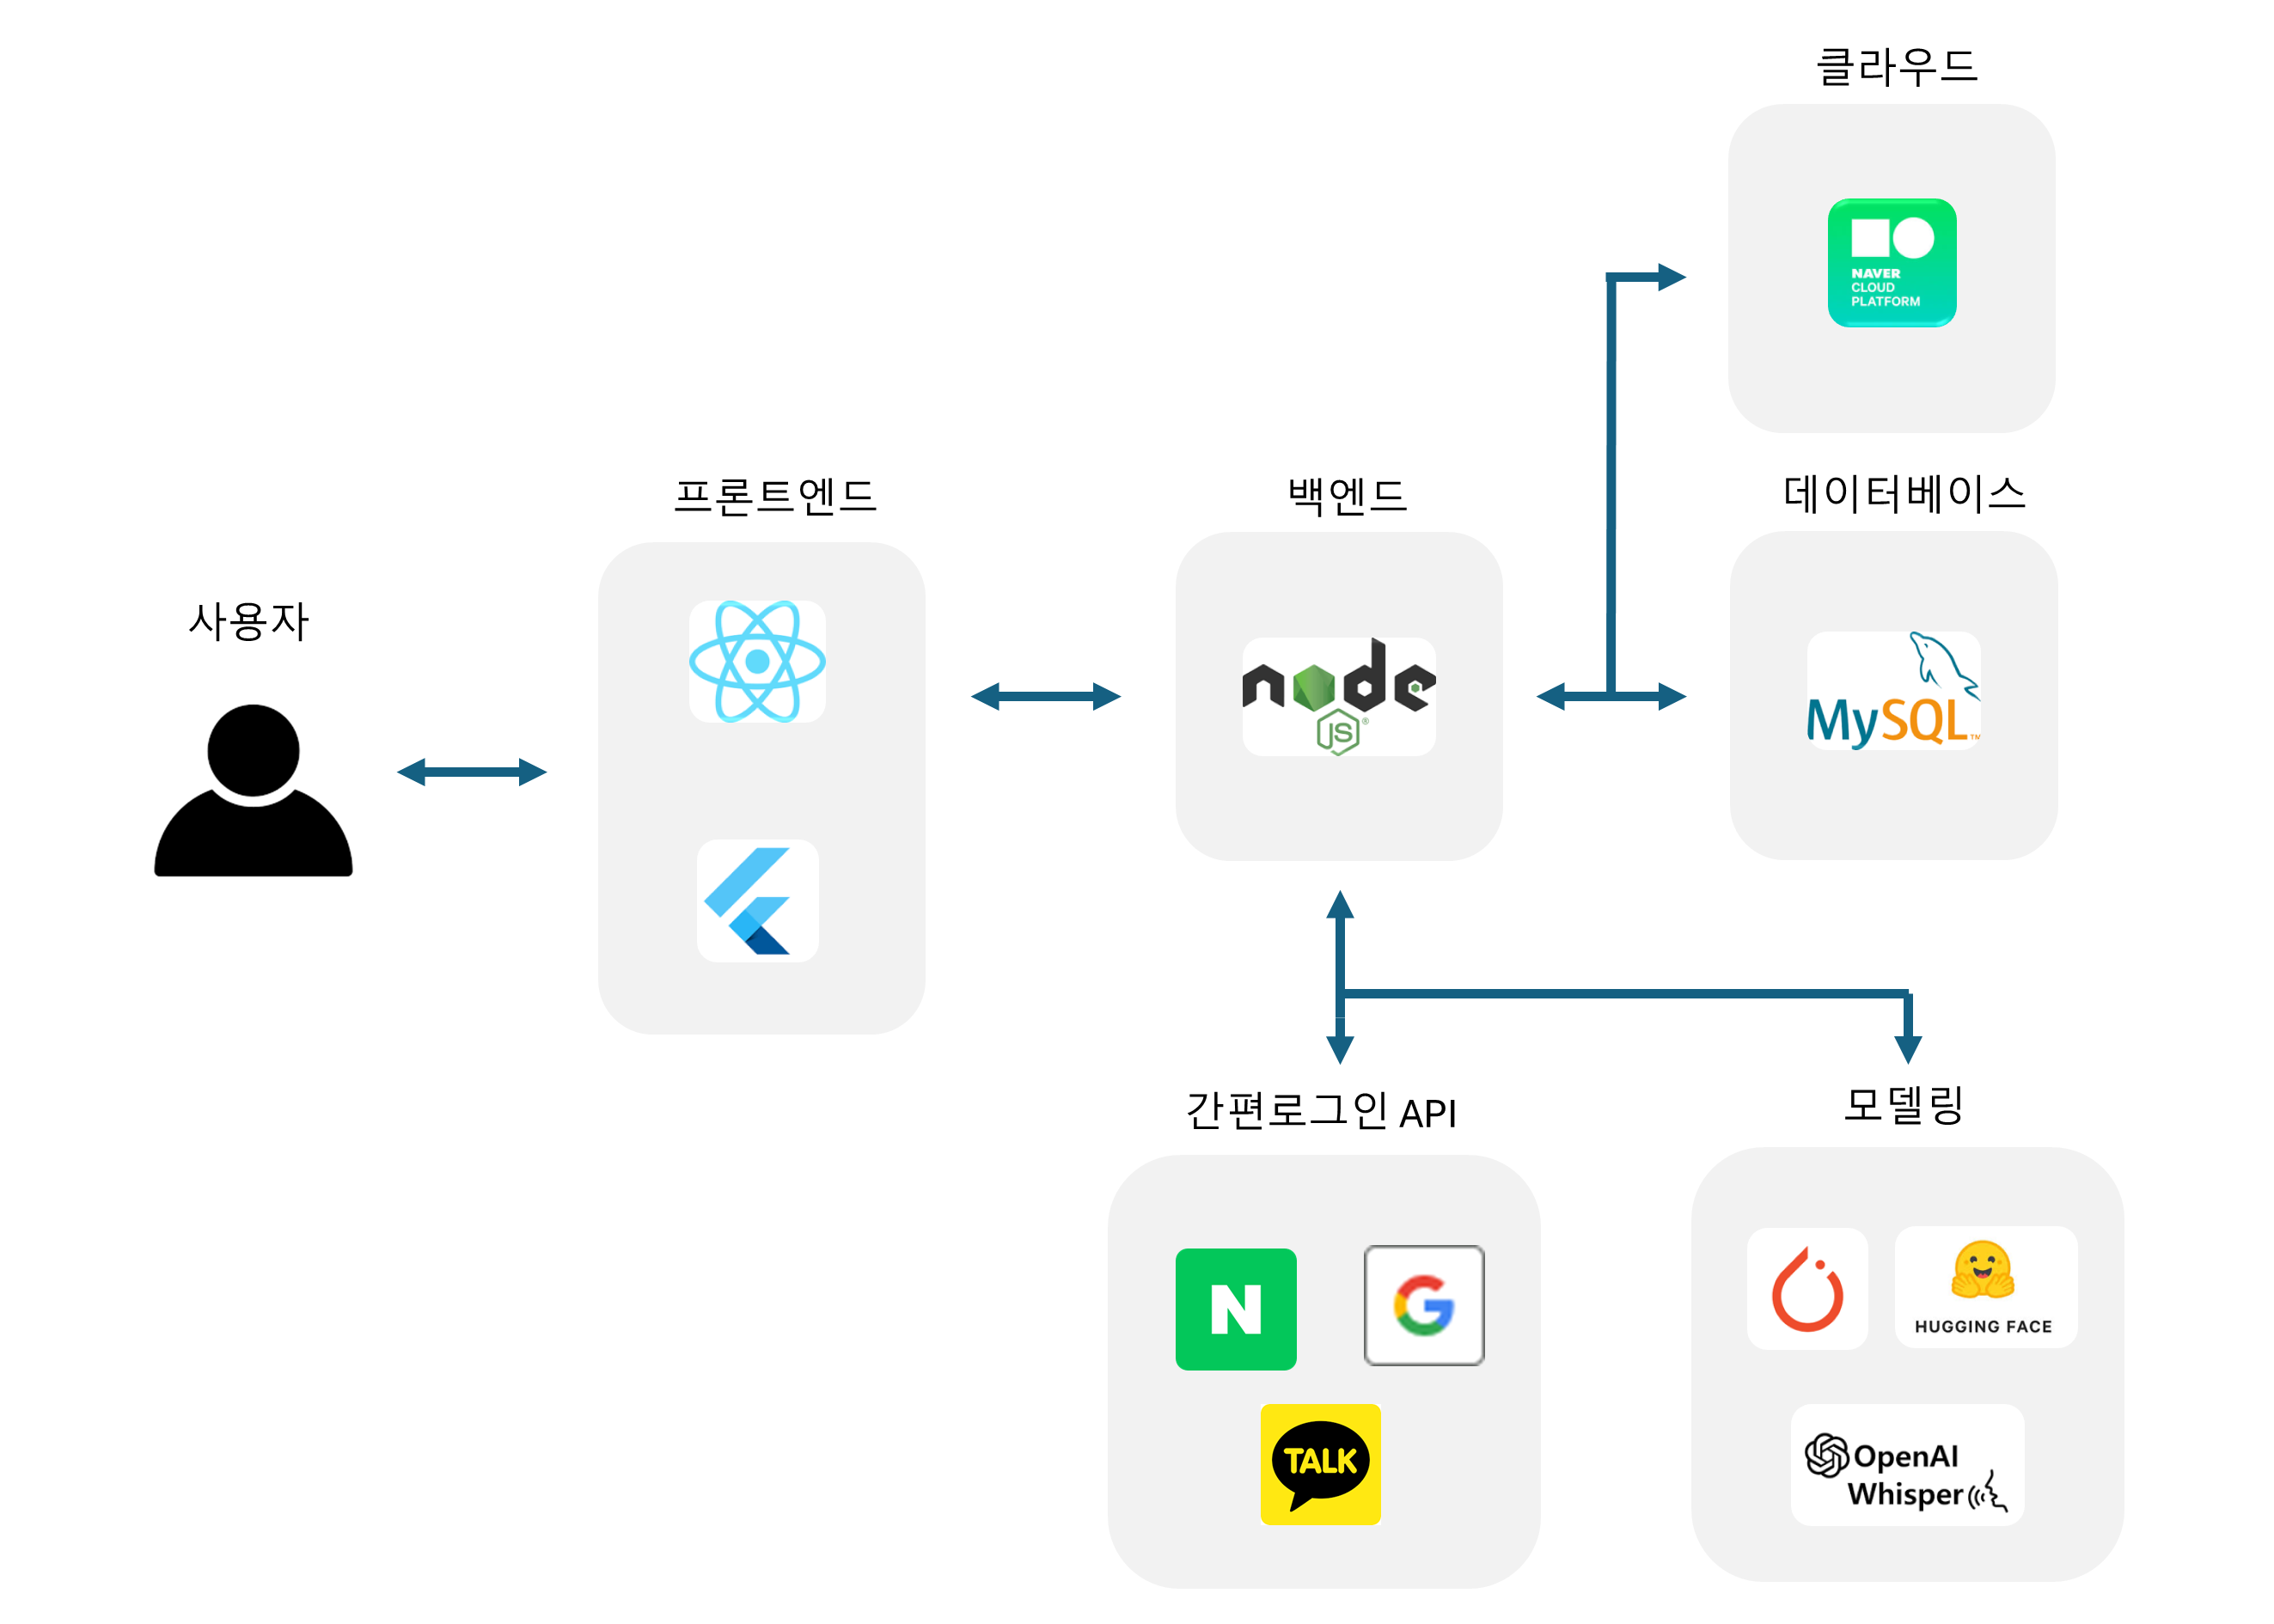 클라우드
NAVER
CLOUD
PLATFORM
프론트엔드
백엔드
데이터베이스
사용자
node
JS®
MySQL™
간편로그인 API
모델링
N
G
HUGGING FACE
TALK
OpenAI
Whisper